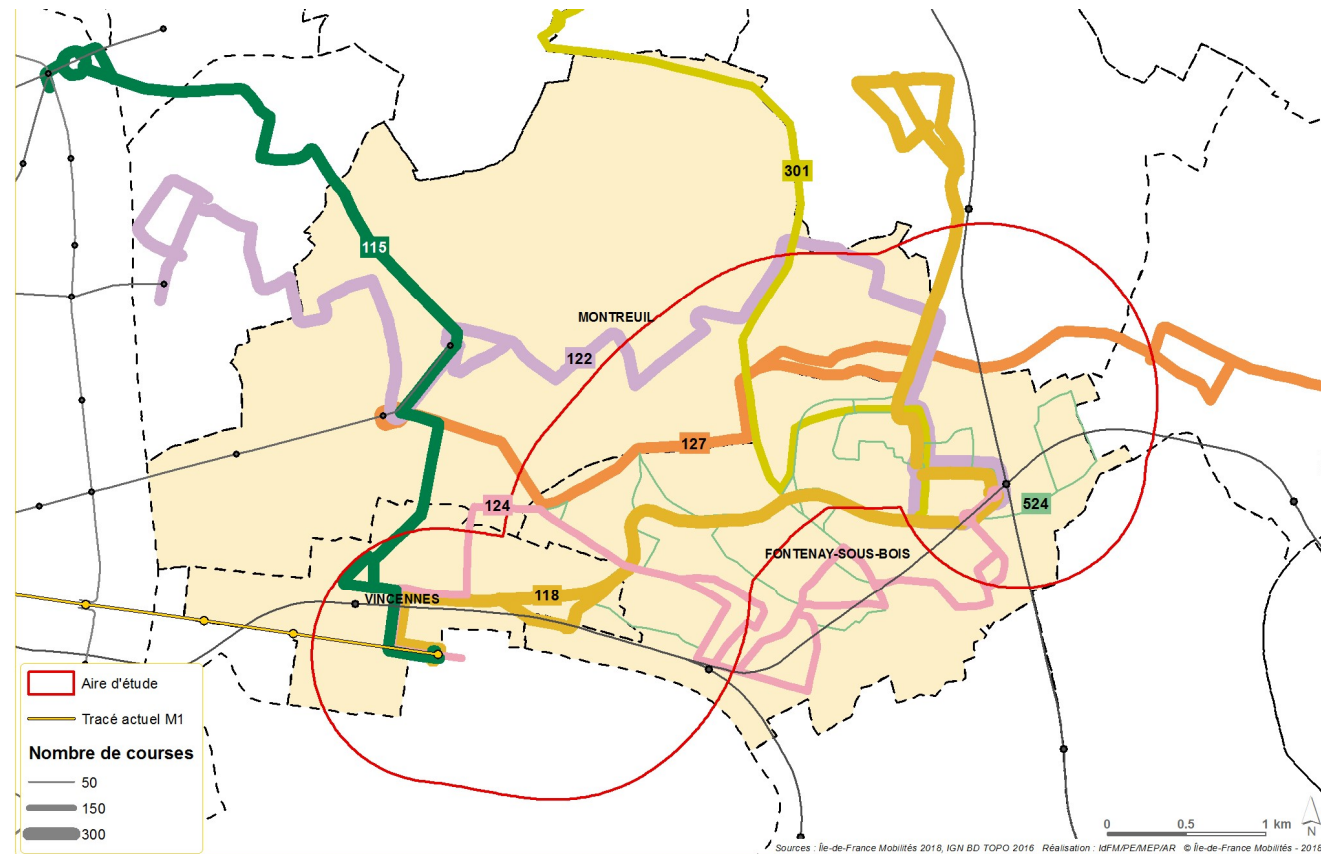 301
115
MONTREUIL
122
127
124
524
FONTENAY-SOUS-BOIS
118
VINCENNES
Aire d'étude
Tracé actuel M1
Nombre de courses
50
150
300
0 0.5 1 km
N
Sources : Île-de-France Mobilités 2018, IGN BD TOPO 2016 Réalisation : IdFM/PE/MEP/AR © Île-de-France Mobilités - 2018